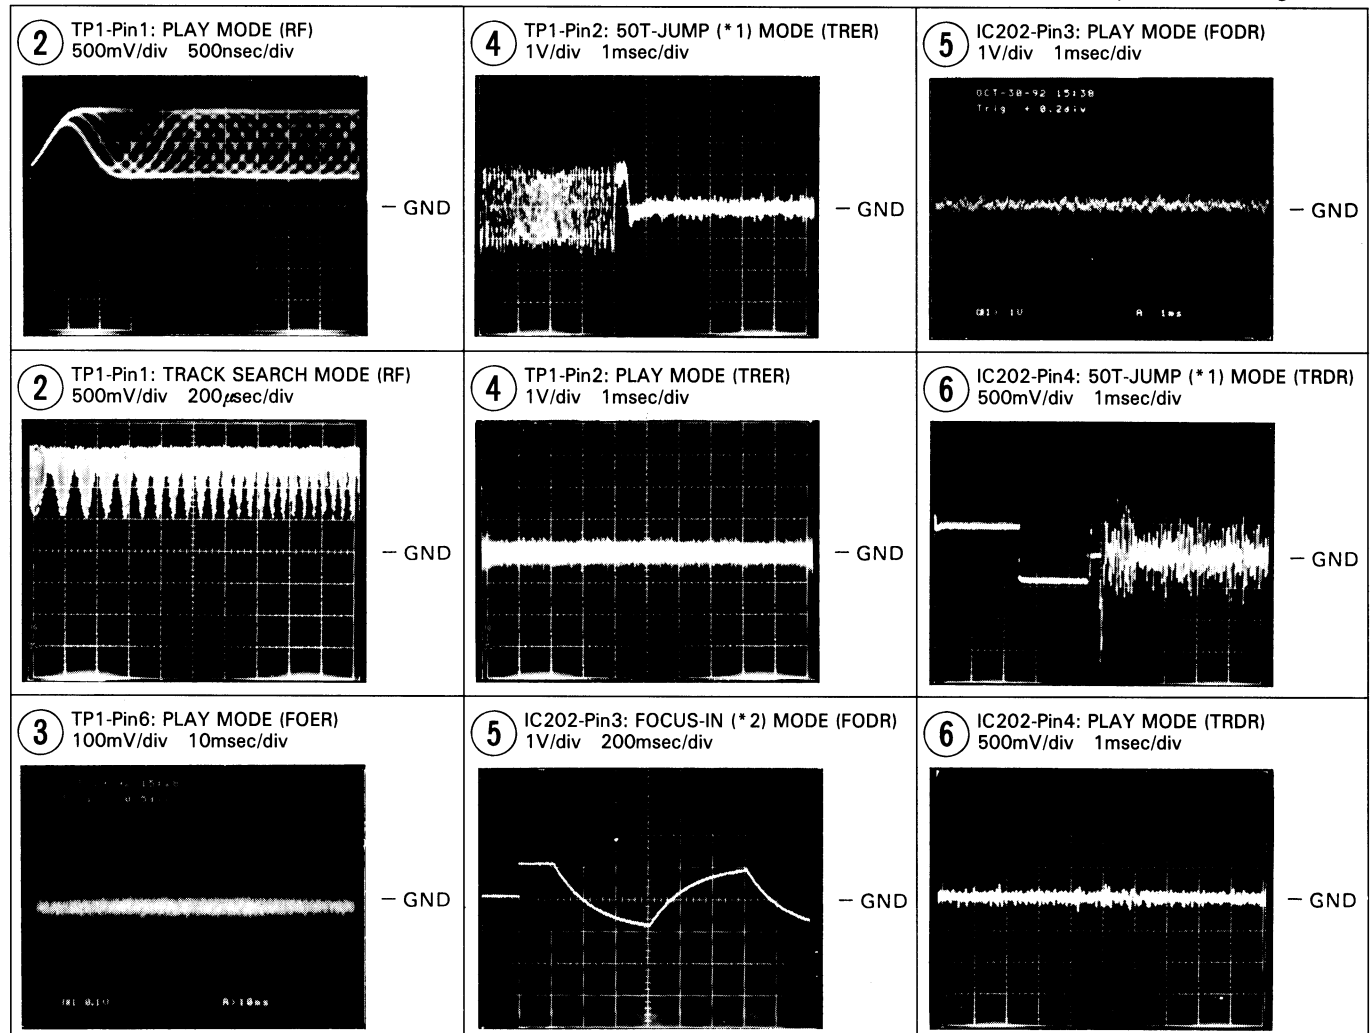 2 TP1-Pin1: PLAY MODE (RF)
500mV/div 500nsec/div
– GND
4 TP1-Pin2: 50T-JUMP (*1) MODE (TRER)
1V/div 1msec/div
– GND
5 IC202-Pin3: PLAY MODE (FODR)
1V/div 1msec/div
OCT-30-92 15:38
Trig + 0.2div
CH1: 1V A 1ms
– GND
2 TP1-Pin1: TRACK SEARCH MODE (RF)
500mV/div 200μsec/div
– GND
4 TP1-Pin2: PLAY MODE (TRER)
1V/div 1msec/div
– GND
6 IC202-Pin4: 50T-JUMP (*1) MODE (TRDR)
500mV/div 1msec/div
– GND
3 TP1-Pin6: PLAY MODE (FOER)
100mV/div 10msec/div
0.1V A>10ms
– GND
5 IC202-Pin3: FOCUS-IN (*2) MODE (FODR)
1V/div 200msec/div
– GND
6 IC202-Pin4: PLAY MODE (TRDR)
500mV/div 1msec/div
– GND